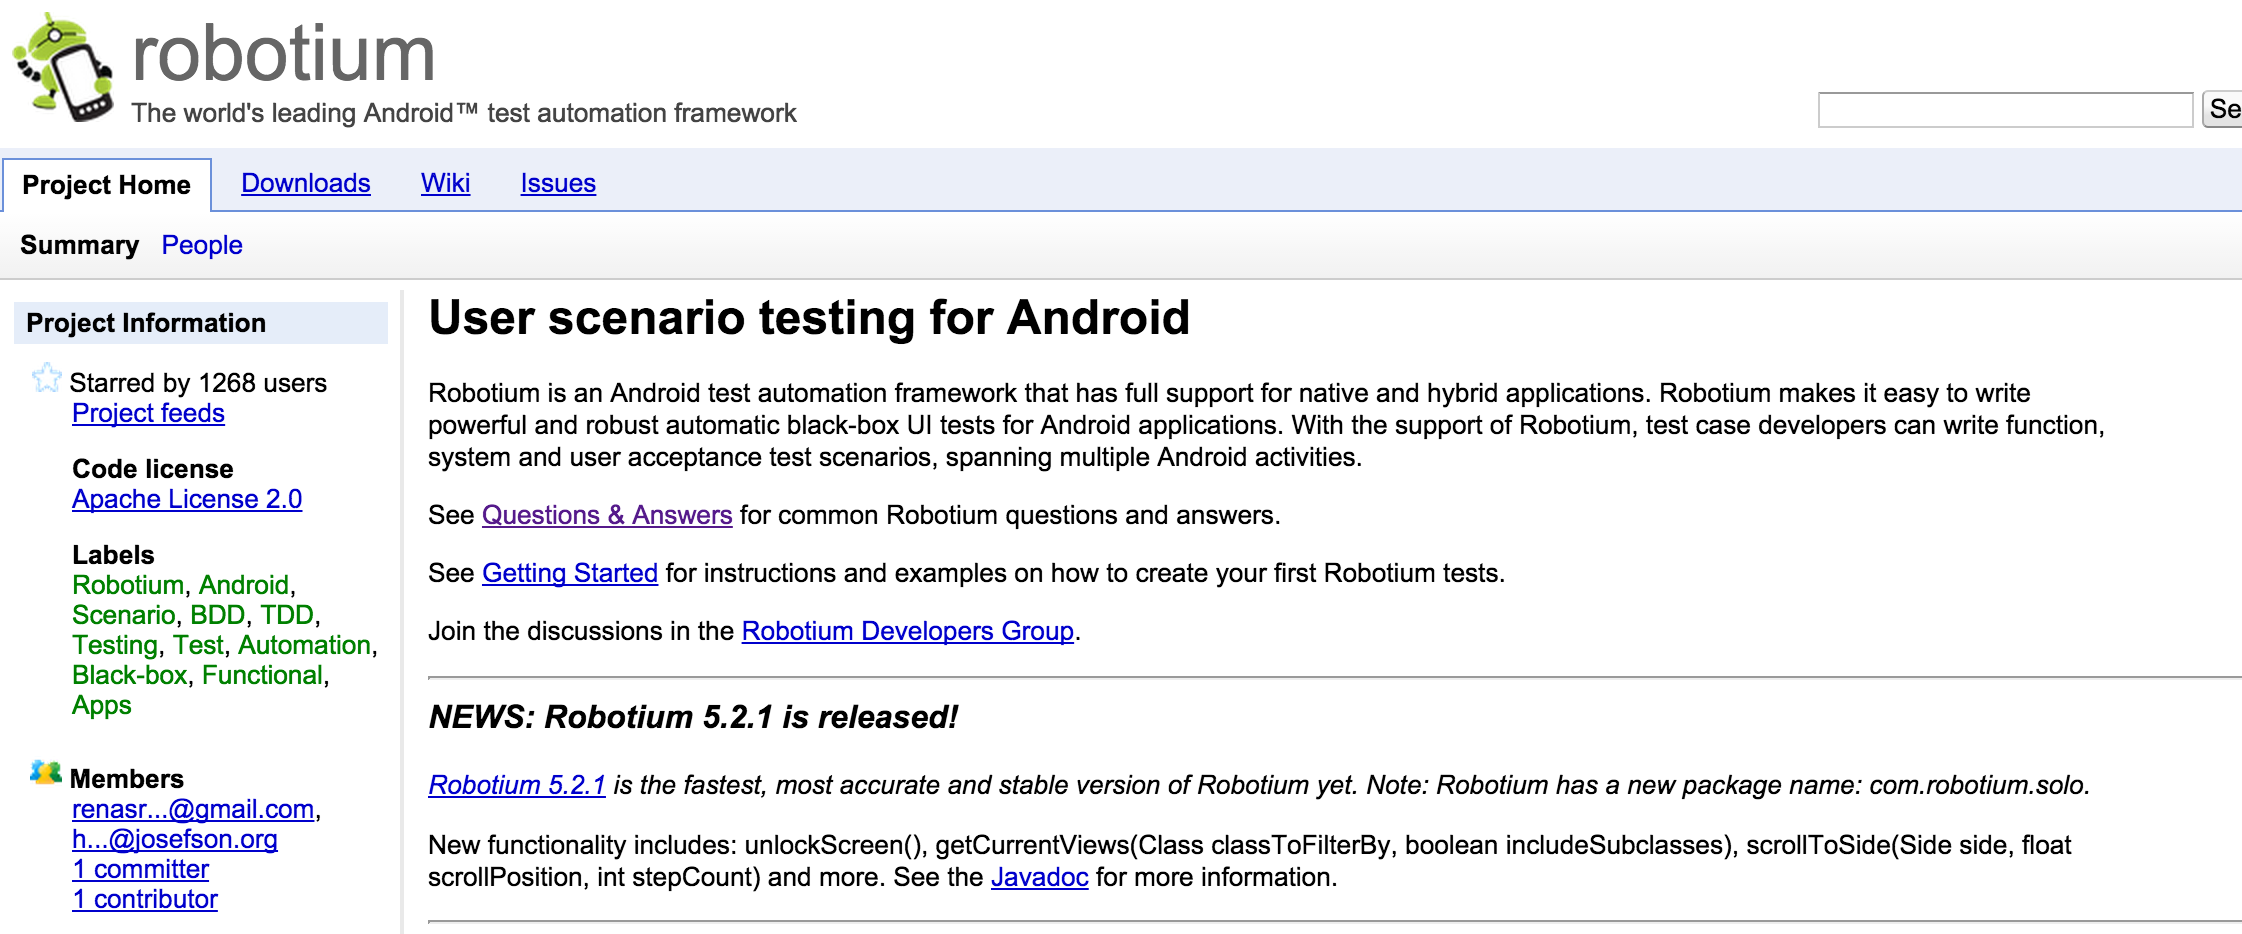 robotium
The world's leading Android™ test automation framework
Se
Project Home Downloads Wiki Issues
Summary People
Project Information
Starred by 1268 users
Project feeds
Code license
Apache License 2.0
Labels
Robotium, Android,
Scenario, BDD, TDD,
Testing, Test, Automation,
Black-box, Functional,
Apps
Members
renasr...@gmail.com,
h...@josefson.org
1 committer
1 contributor
User scenario testing for Android
Robotium is an Android test automation framework that has full support for native and hybrid applications. Robotium makes it easy to write
powerful and robust automatic black-box UI tests for Android applications. With the support of Robotium, test case developers can write function,
system and user acceptance test scenarios, spanning multiple Android activities.
See Questions & Answers for common Robotium questions and answers.
See Getting Started for instructions and examples on how to create your first Robotium tests.
Join the discussions in the Robotium Developers Group.
NEWS: Robotium 5.2.1 is released!
Robotium 5.2.1 is the fastest, most accurate and stable version of Robotium yet. Note: Robotium has a new package name: com.robotium.solo.
New functionality includes: unlockScreen(), getCurrentViews(Class classToFilterBy, boolean includeSubclasses), scrollToSide(Side side, float
scrollPosition, int stepCount) and more. See the Javadoc for more information.